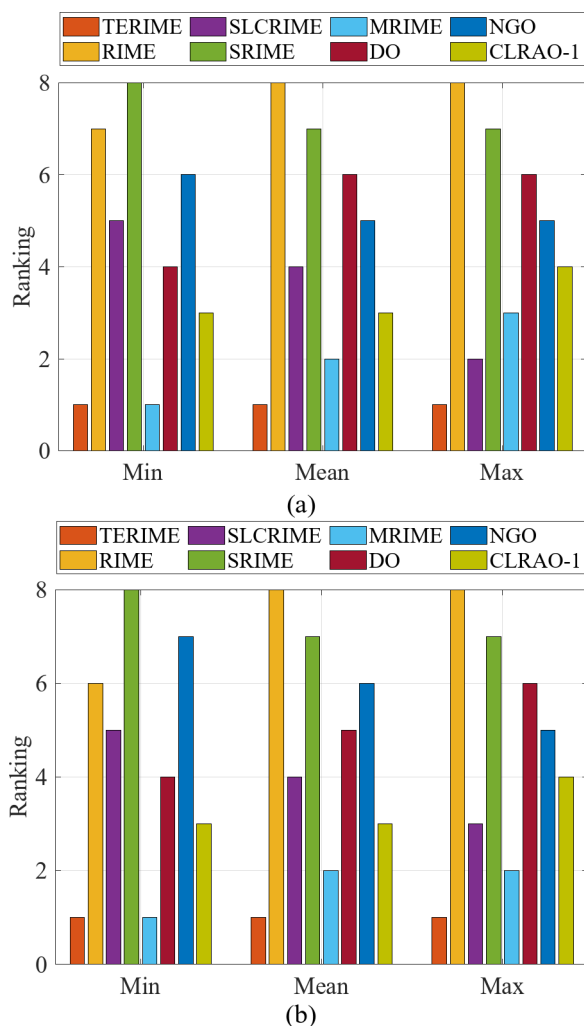 TERIME SLCRIME MRIME NGO
RIME SRIME DO CLRAO-1
8
6
4
2
0
Ranking
Min Mean Max
(a)
TERIME SLCRIME MRIME NGO
RIME SRIME DO CLRAO-1
8
6
4
2
0
Ranking
Min Mean Max
(b)